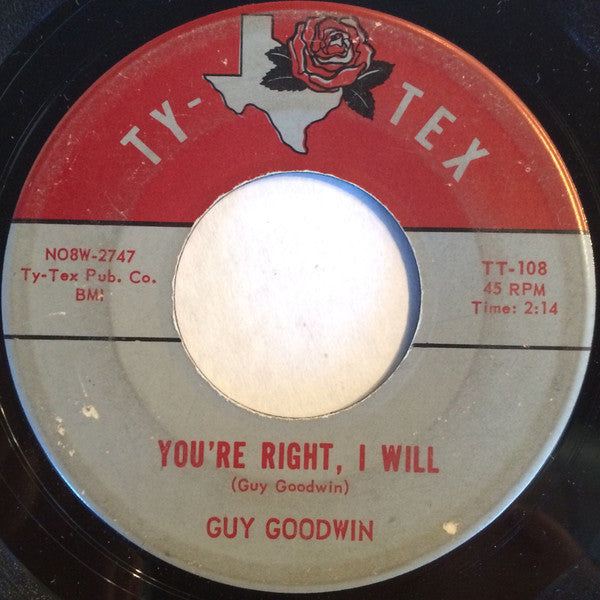 TY-TEX
NO8W-2747
Ty-Tex Pub. Co.
BMI
TT-108
45 RPM
Time: 2:14
YOU'RE RIGHT, I WILL
(Guy Goodwin)
GUY GOODWIN